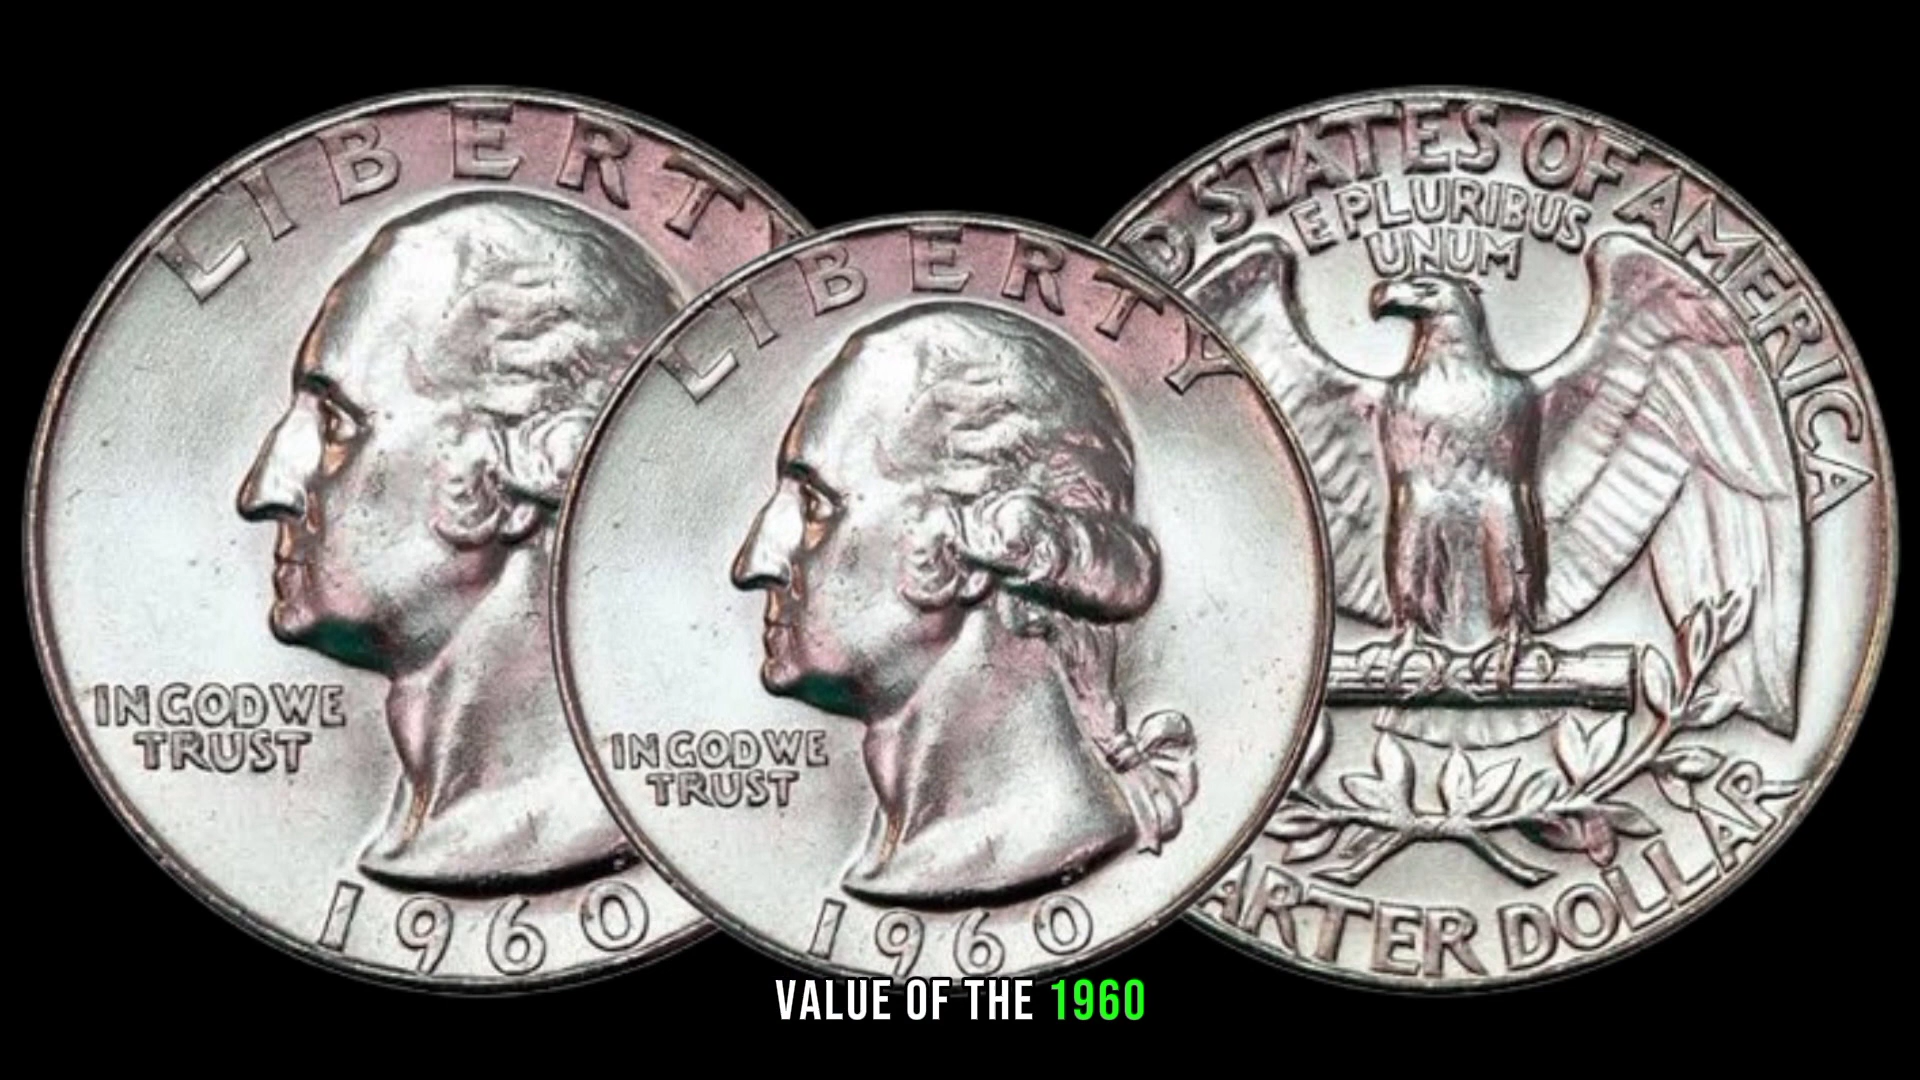 LIBERTY
IN GOD WE
TRUST
1960
LIBERTY
IN GOD WE
TRUST
1960
D STATES OF AMERICA
E PLURIBUS
UNUM
ARTER DOLLAR
VALUE OF THE 1960